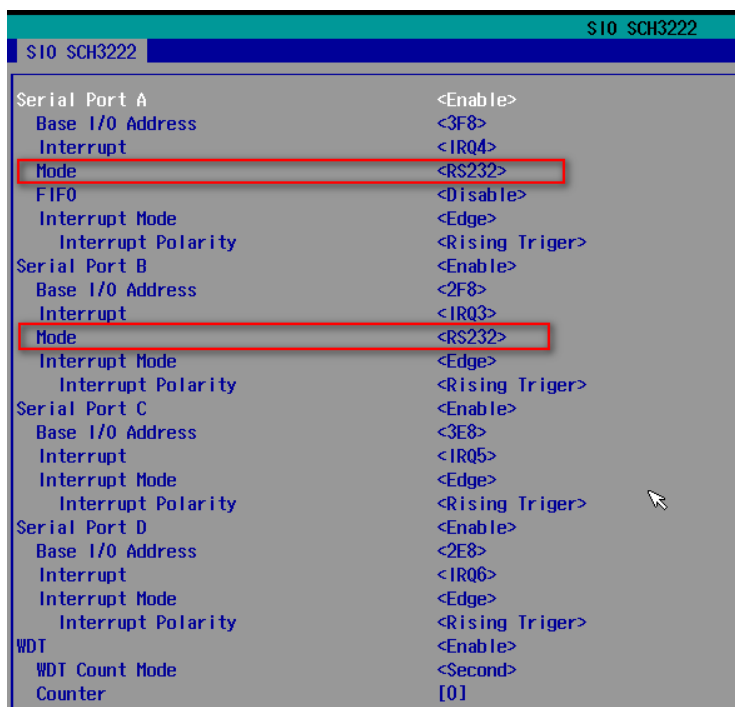 SIO SCH3222
SIO SCH3222
Serial Port A <Enable>
Base I/O Address <3F8>
Interrupt <IRQ4>
Mode <RS232>
FIFO <Disable>
Interrupt Mode <Edge>
Interrupt Polarity <Rising Triger>
Serial Port B <Enable>
Base I/O Address <2F8>
Interrupt <IRQ3>
Mode <RS232>
Interrupt Mode <Edge>
Interrupt Polarity <Rising Triger>
Serial Port C <Enable>
Base I/O Address <3E8>
Interrupt <IRQ5>
Interrupt Mode <Edge>
Interrupt Polarity <Rising Triger>
Serial Port D <Enable>
Base I/O Address <2E8>
Interrupt <IRQ6>
Interrupt Mode <Edge>
Interrupt Polarity <Rising Triger>
WDT <Enable>
WDT Count Mode <Second>
Counter [0]